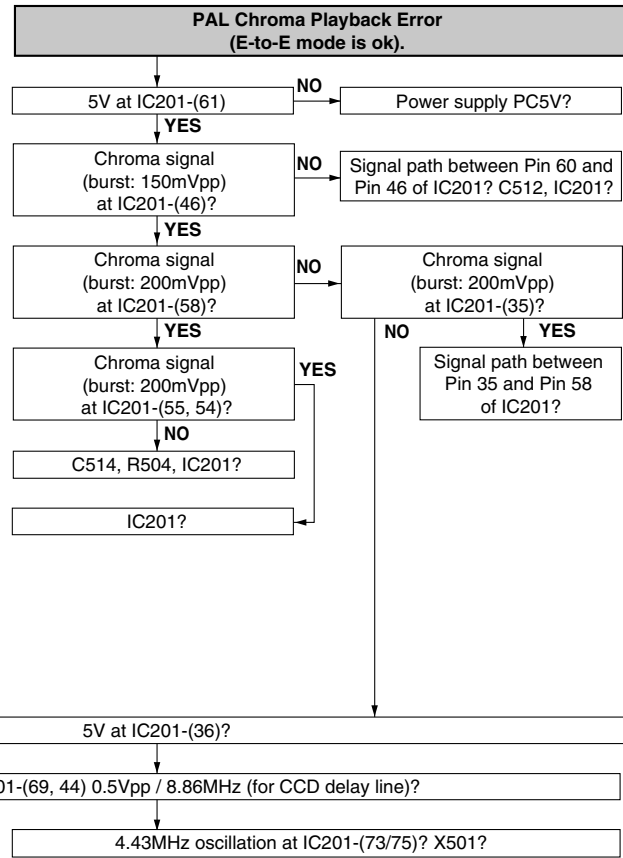 PAL Chroma Playback Error
(E-to-E mode is ok).
5V at IC201-(61)
NO
Power supply PC5V?
YES
Chroma signal
(burst: 150mVpp)
at IC201-(46)?
NO
Signal path between Pin 60 and
Pin 46 of IC201? C512, IC201?
YES
Chroma signal
(burst: 200mVpp)
at IC201-(58)?
NO
Chroma signal
(burst: 200mVpp)
at IC201-(35)?
YES
NO
YES
Chroma signal
(burst: 200mVpp)
at IC201-(55, 54)?
YES
Signal path between
Pin 35 and Pin 58
of IC201?
NO
C514, R504, IC201?
IC201?
5V at IC201-(36)?
01-(69, 44) 0.5Vpp / 8.86MHz (for CCD delay line)?
4.43MHz oscillation at IC201-(73/75)? X501?